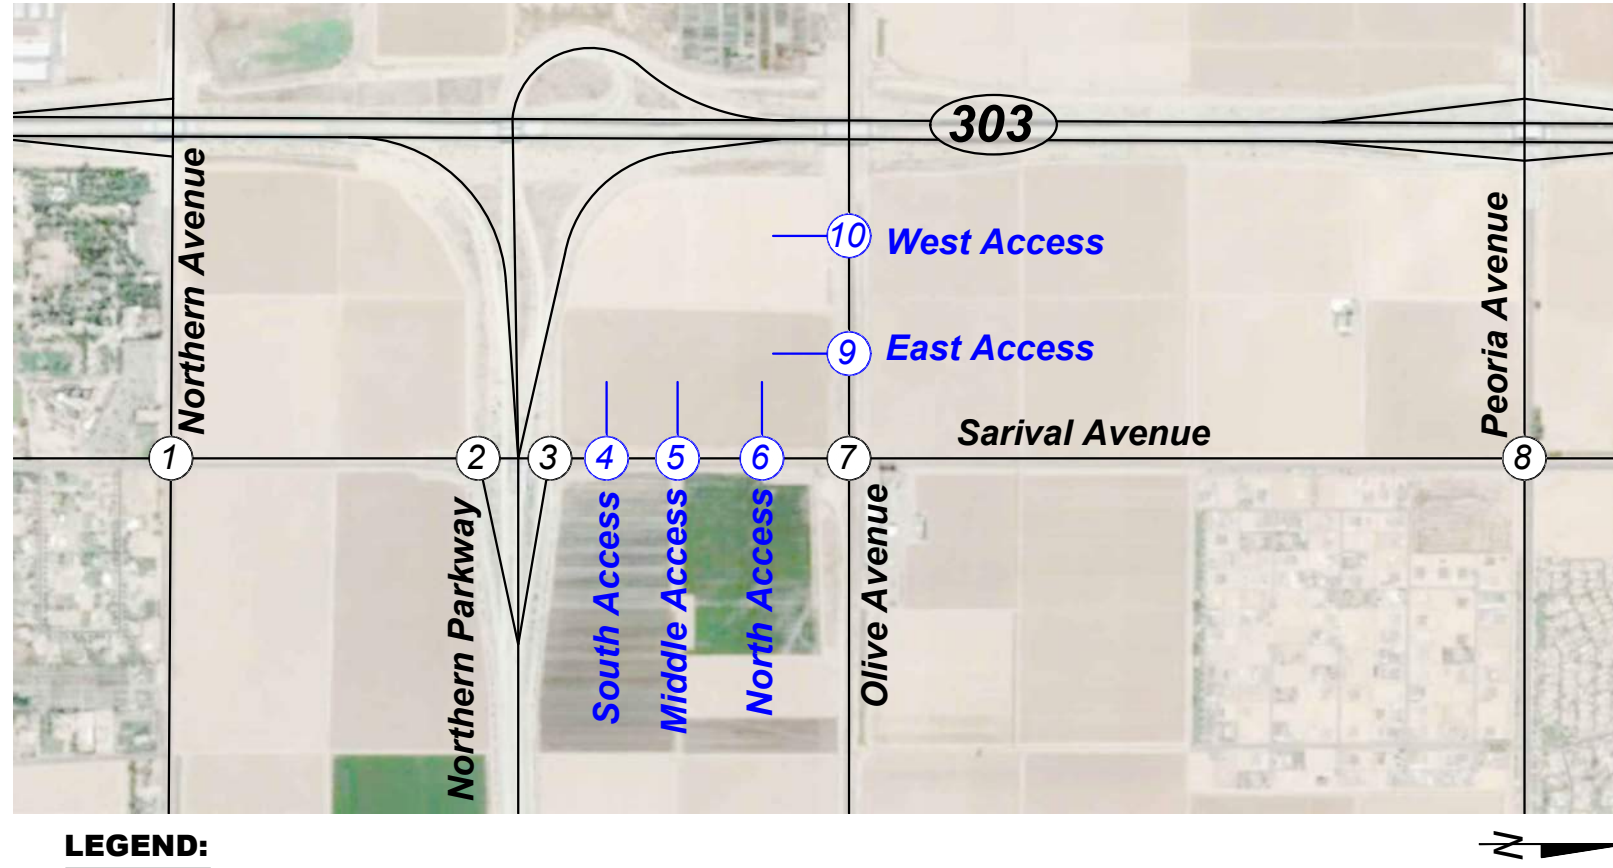 303
Northern Avenue
10 West Access
Peoria Avenue
9 East Access
Sarival Avenue
1
2
3
4
5
6
7
8
Northern Parkway
South Access
Middle Access
North Access
Olive Avenue
LEGEND:
N